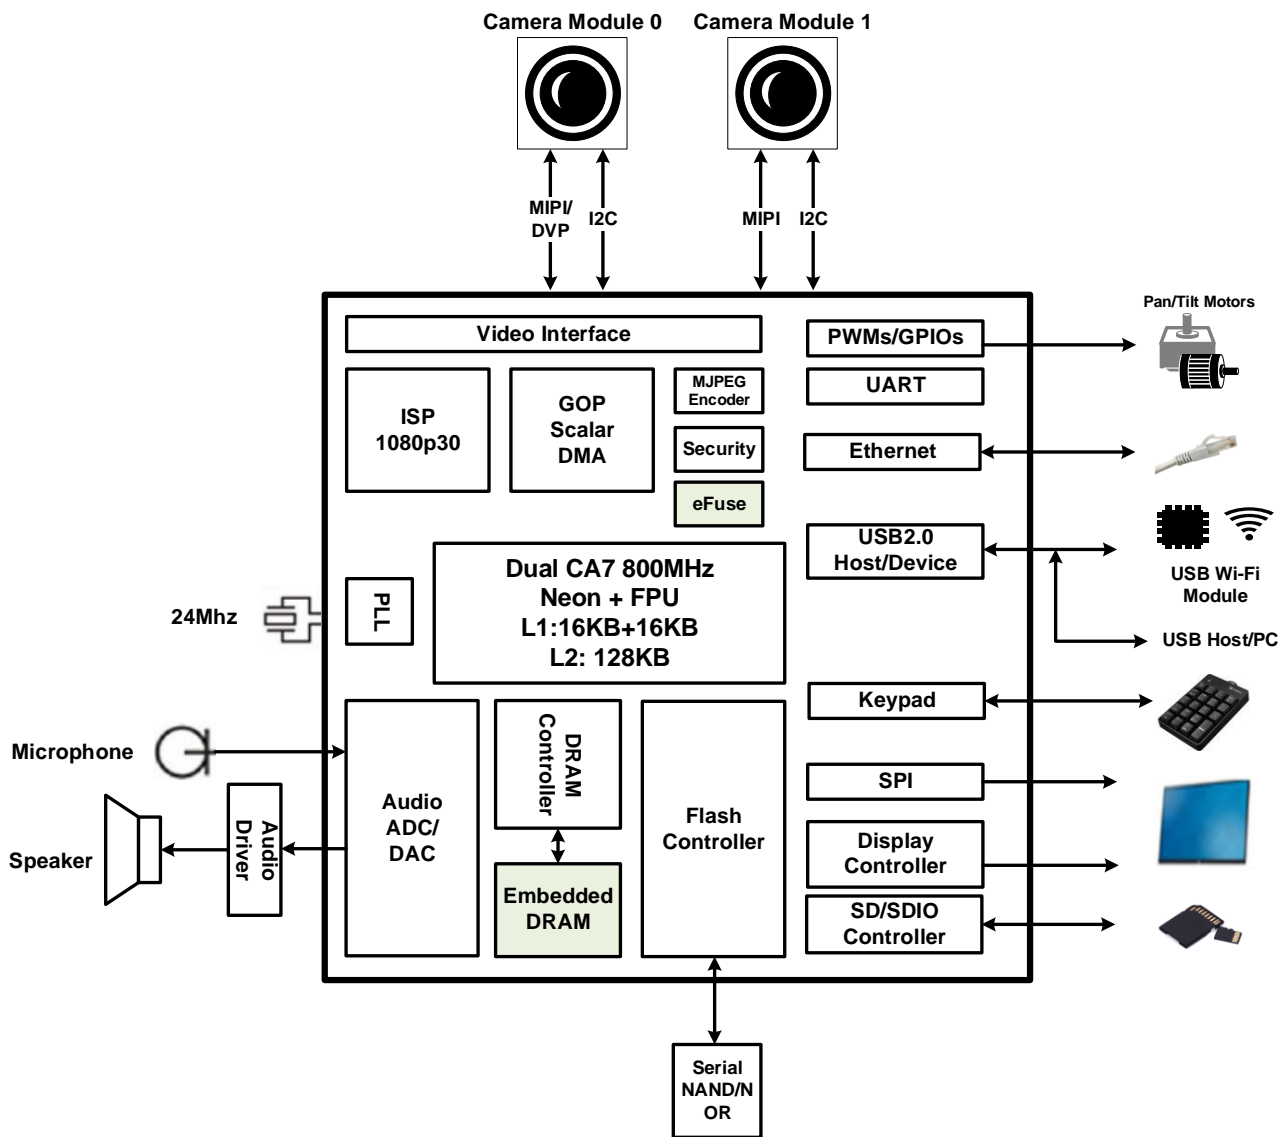 Camera Module 0
Camera Module 1
MIPI/
DVP
I2C
MIPI
I2C
Video Interface
ISP
1080p30
GOP
Scalar
DMA
MJPEG
Encoder
Security
eFuse
PWMs/GPIOs
UART
Ethernet
USB2.0
Host/Device
Pan/Tilt Motors
USB Wi-Fi
Module
USB Host/PC
24Mhz
PLL
Dual CA7 800MHz
Neon + FPU
L1:16KB+16KB
L2: 128KB
Keypad
SPI
Display
Controller
SD/SDIO
Controller
Microphone
Speaker
Audio
Driver
Audio
ADC/
DAC
DRAM
Controller
Embedded
DRAM
Flash
Controller
Serial
NAND/N
OR